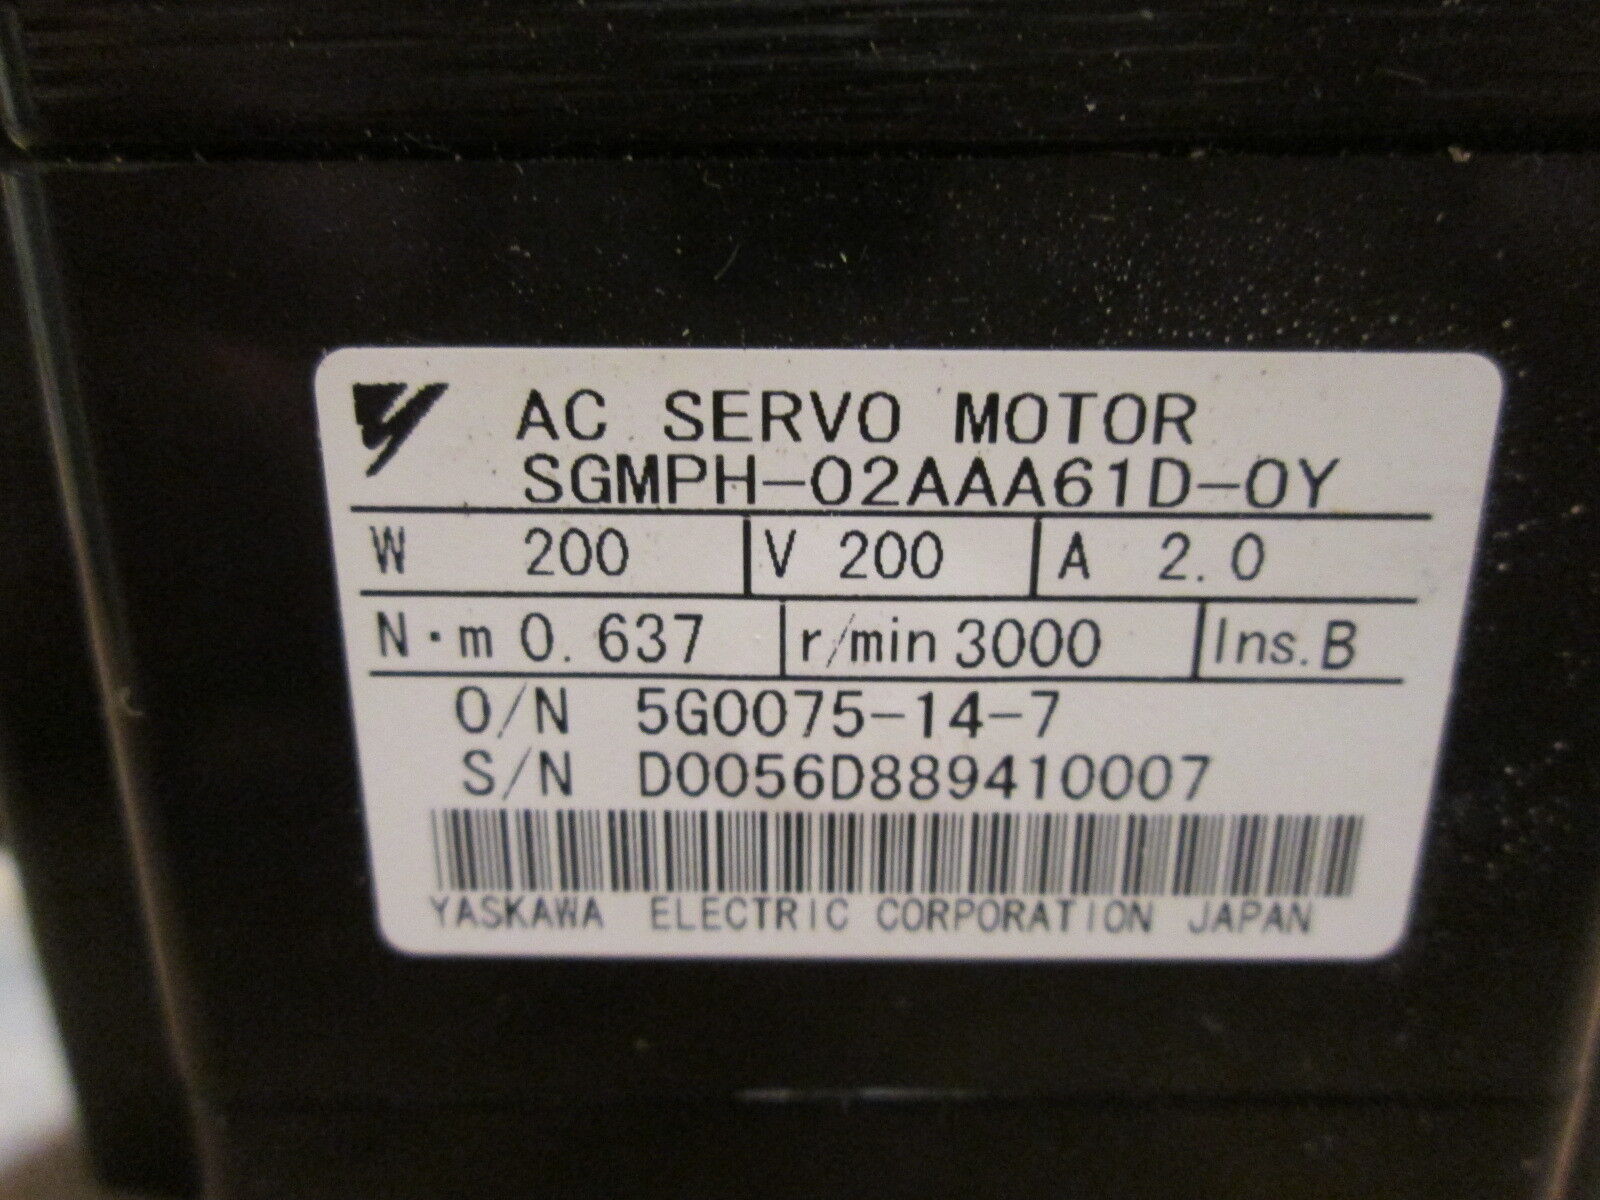 AC SERVO MOTOR
SGMPH-02AAA61D-0Y
W 200 V 200 A 2.0
N·m 0.637 r/min 3000 Ins. B
O/N 5G0075-14-7
S/N D0056D889410007
YASKAWA ELECTRIC CORPORATION JAPAN